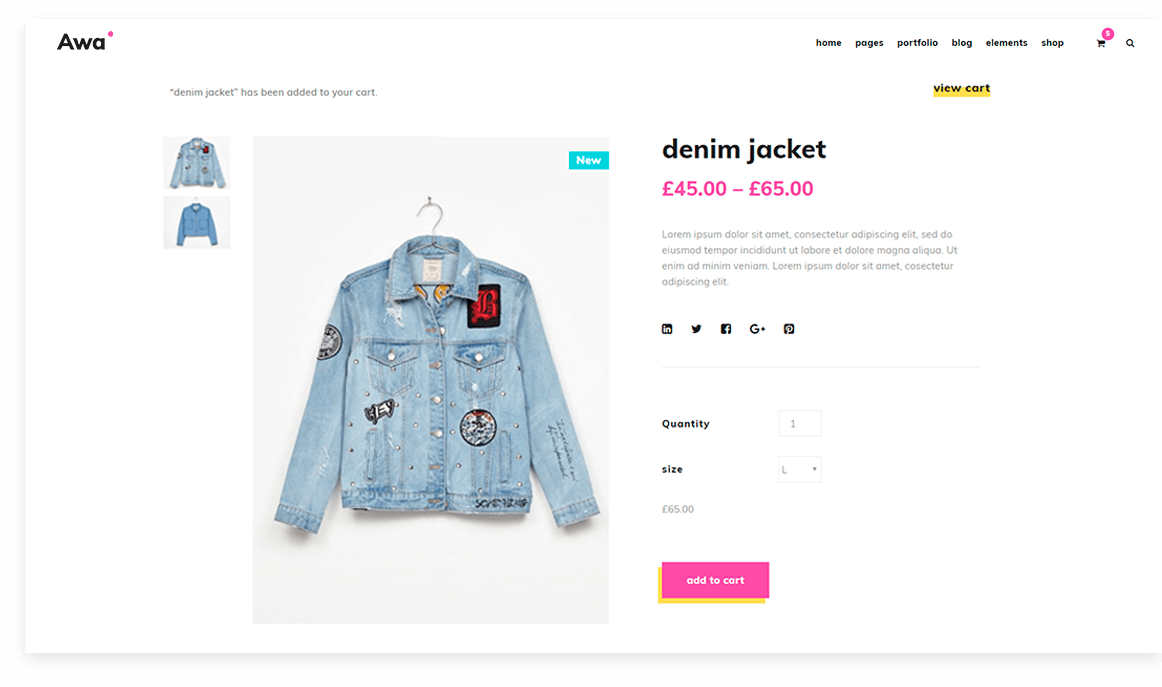 Awa
home pages portfolio blog elements shop
5
“denim jacket” has been added to your cart.
view cart
New
denim jacket
£45.00 – £65.00
Lorem ipsum dolor sit amet, consectetur adipiscing elit, sed do
eiusmod tempor incididunt ut labore et dolore magna aliqua. Ut
enim ad minim veniam. Lorem ipsum dolor sit amet, cosectetur
adipiscing elit.
B
Quantity 1
size L
£65.00
add to cart